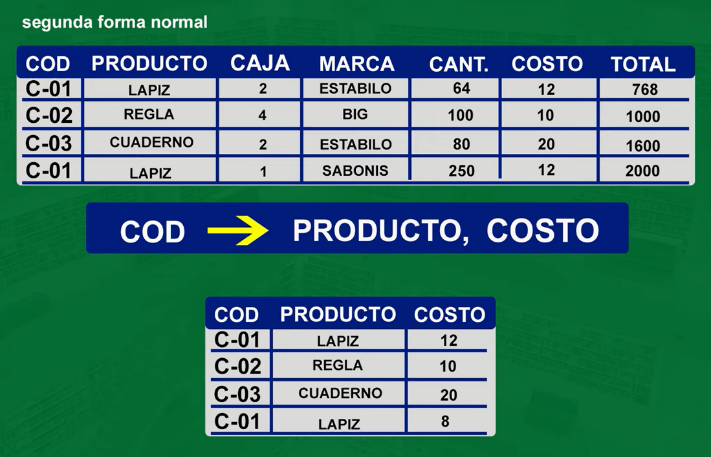 segunda forma normal
COD PRODUCTO CAJA MARCA CANT. COSTO TOTAL
C-01 LAPIZ 2 ESTABILO 64 12 768
C-02 REGLA 4 BIG 100 10 1000
C-03 CUADERNO 2 ESTABILO 80 20 1600
C-01 LAPIZ 1 SABONIS 250 12 2000
COD → PRODUCTO, COSTO
COD PRODUCTO COSTO
C-01 LAPIZ 12
C-02 REGLA 10
C-03 CUADERNO 20
C-01 LAPIZ 8